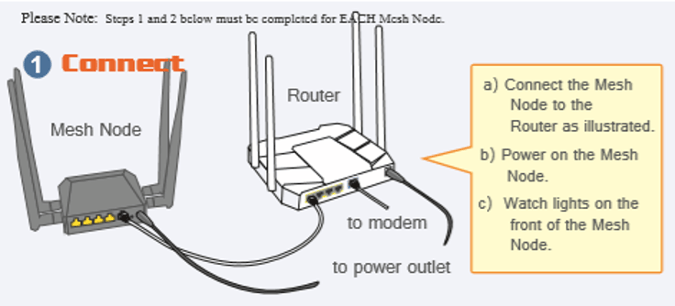 Please Note: Steps 1 and 2 below must be completed for EACH Mesh Node.
1 Connect
Mesh Node
Router
to modem
to power outlet
a) Connect the Mesh
Node to the
Router as illustrated.
b) Power on the Mesh
Node.
c) Watch lights on the
front of the Mesh
Node.